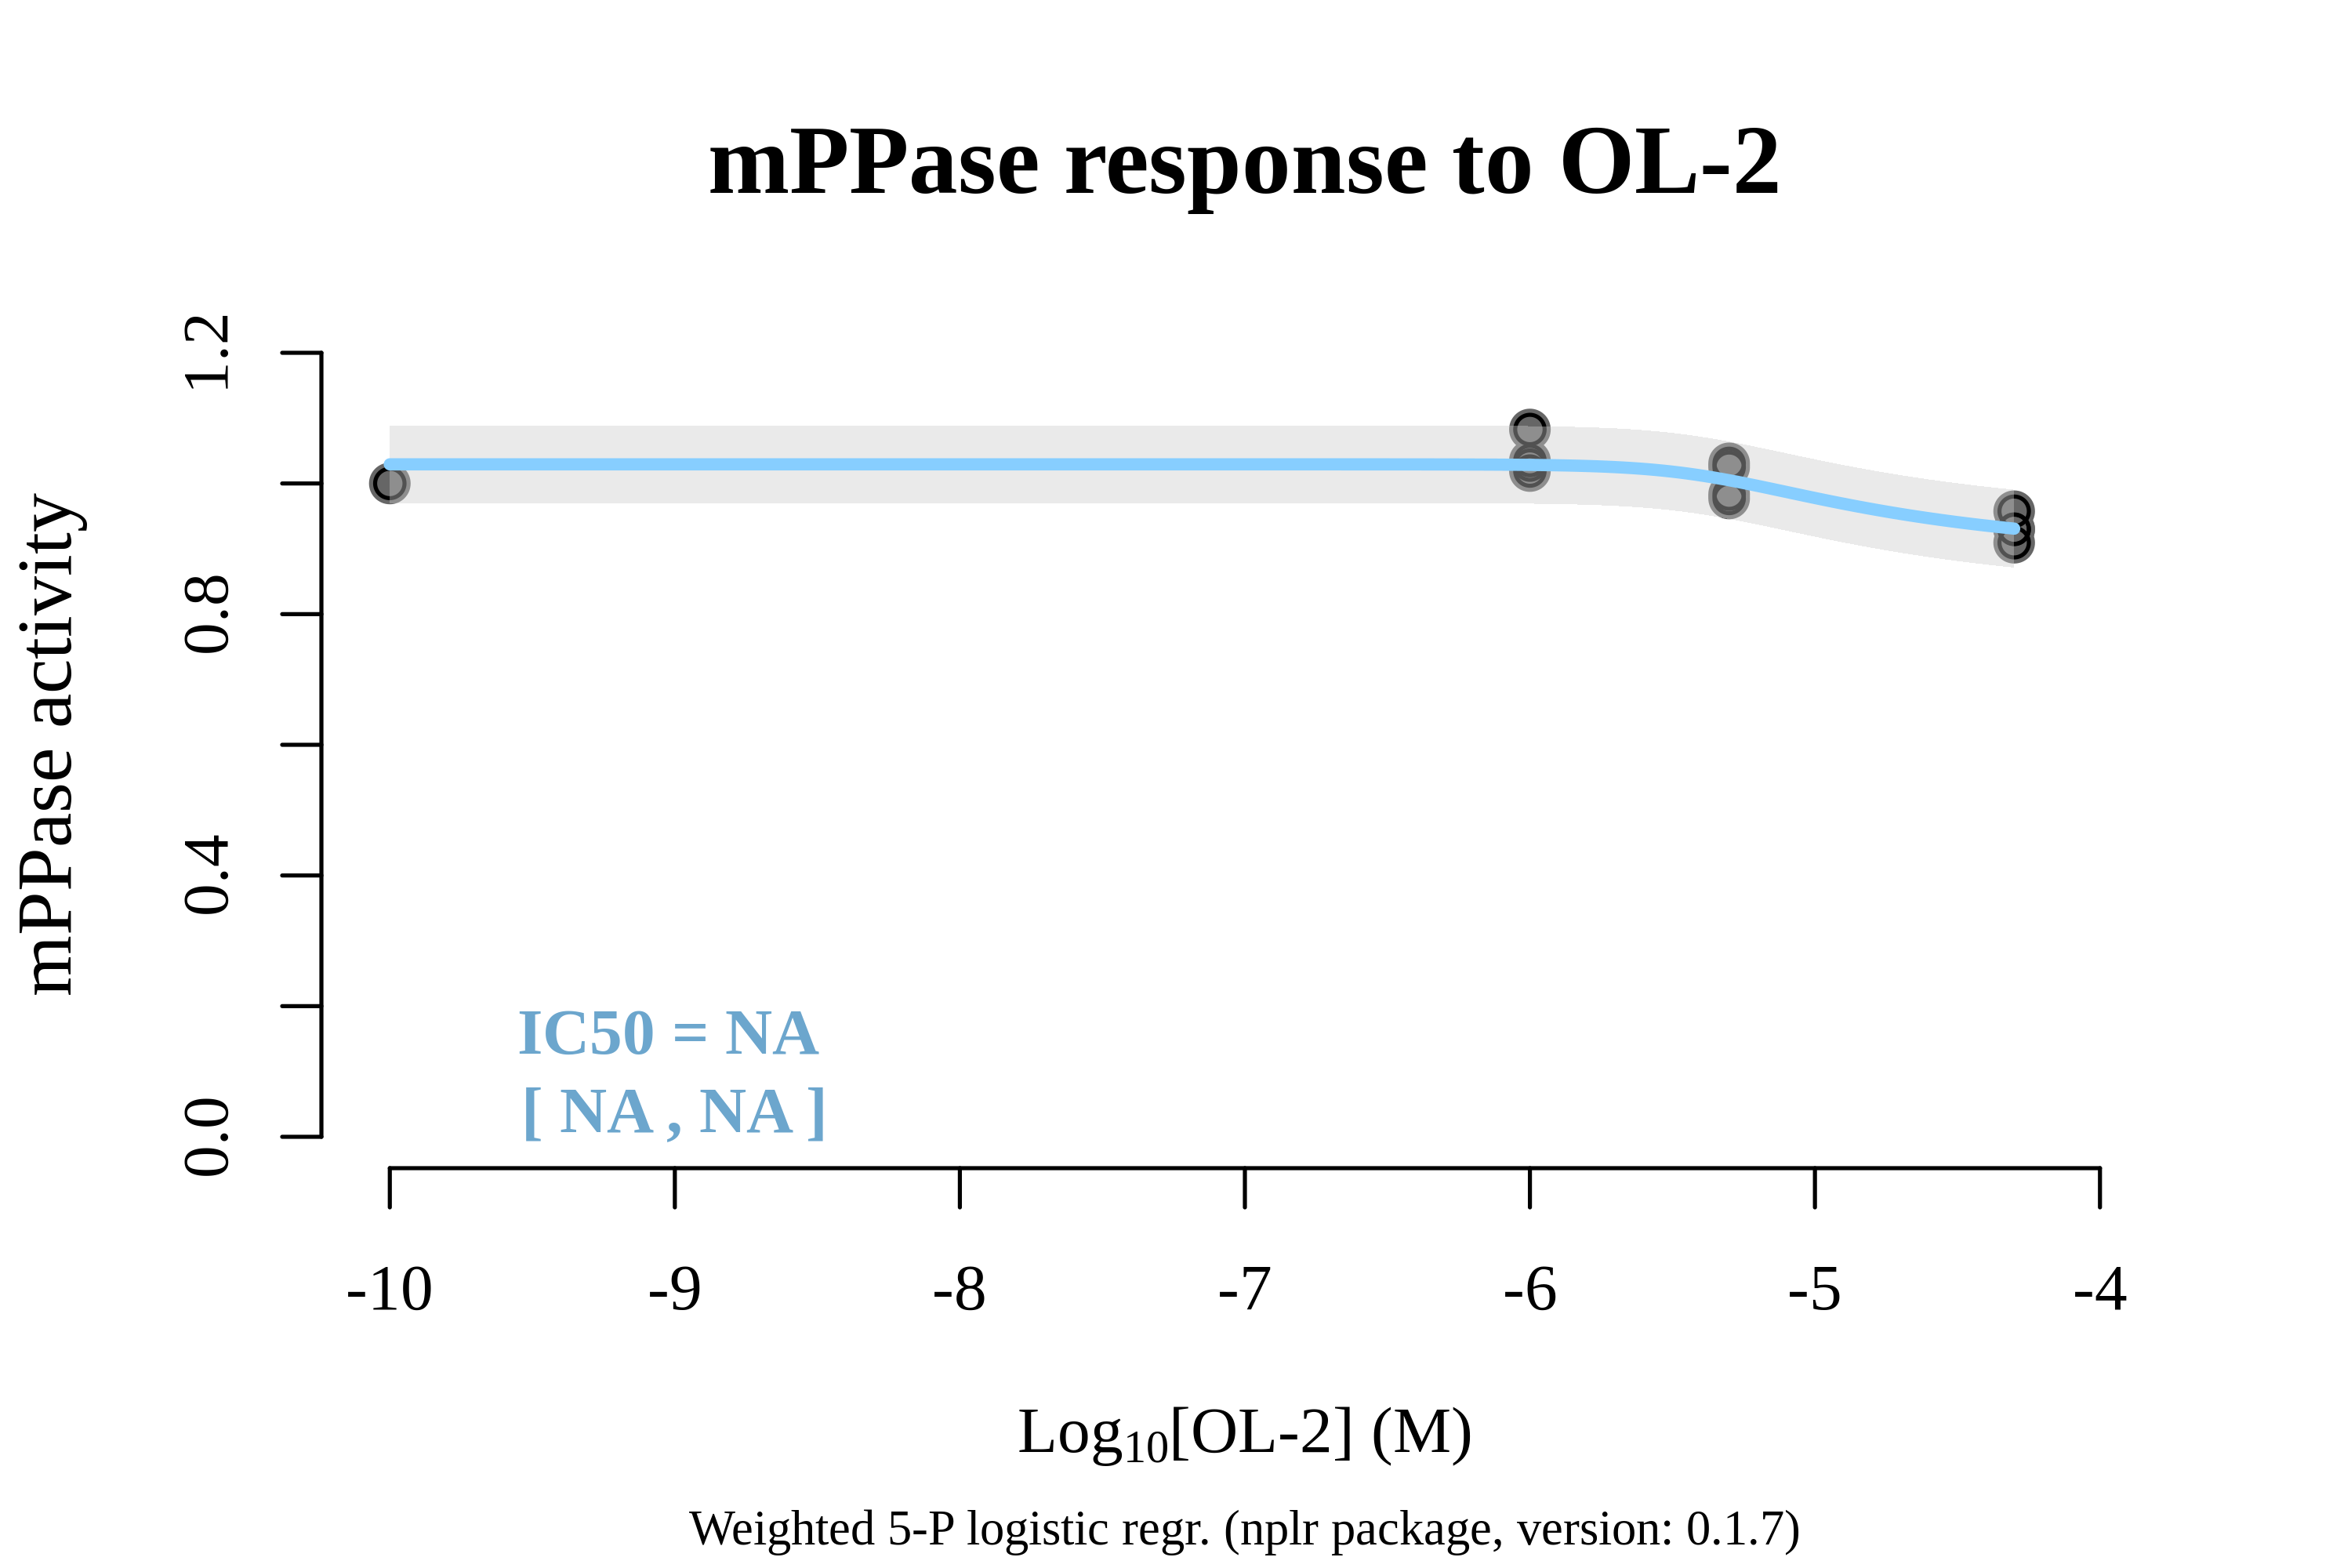 mPPase response to OL-2
mPPase activity
1.2
0.8
0.4
0.0
IC50 = NA
[ NA , NA ]
-10 -9 -8 -7 -6 -5 -4
Log10[OL-2] (M)
Weighted 5-P logistic regr. (nplr package, version: 0.1.7)